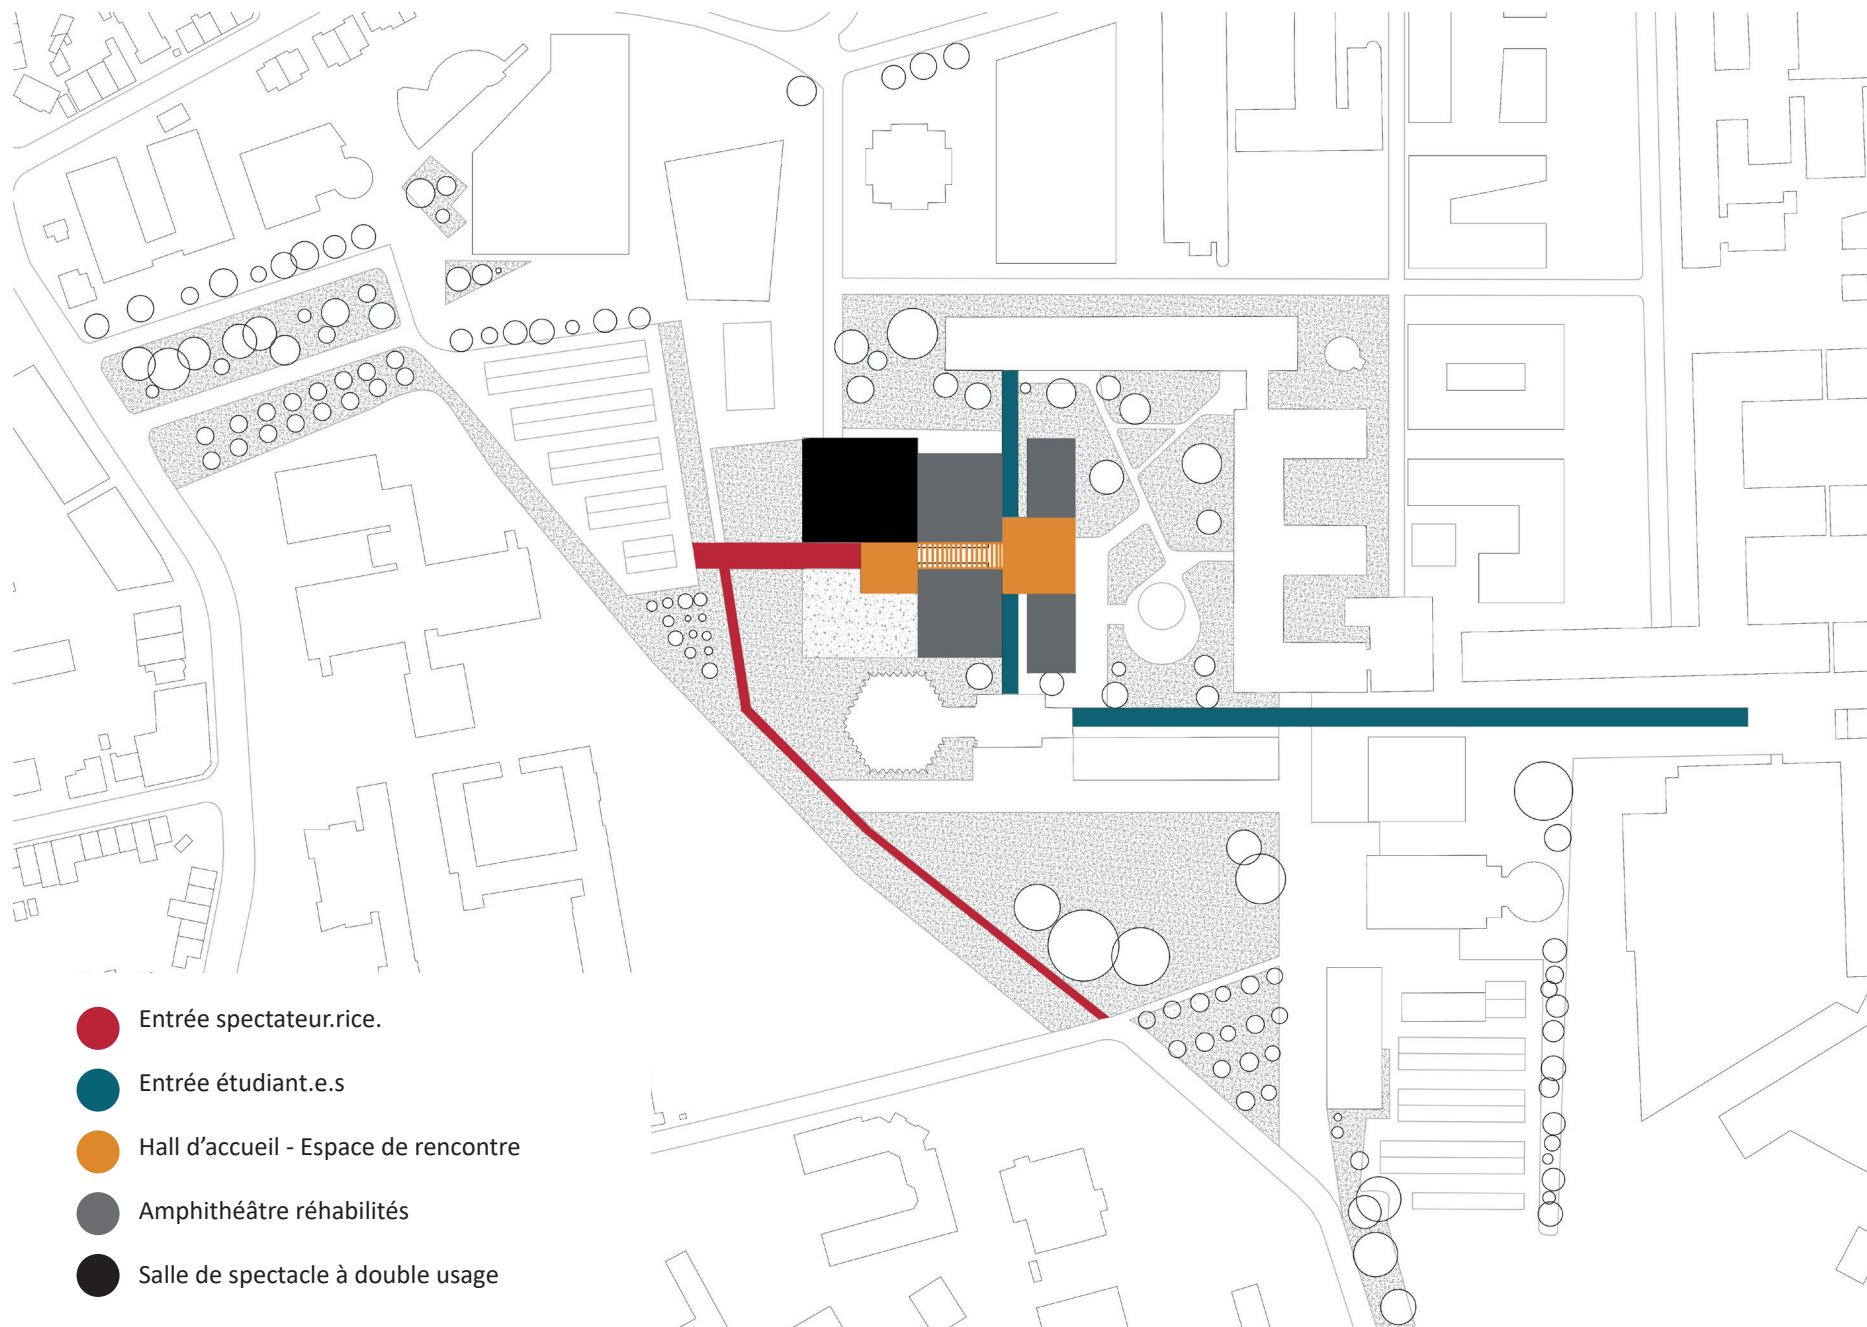 Entrée spectateur.rice.
Entrée étudiant.e.s
Hall d'accueil - Espace de rencontre
Amphithéâtre réhabilités
Salle de spectacle à double usage